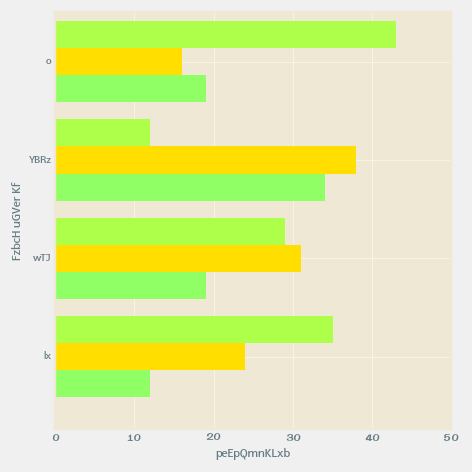 o
YBRz
wTJ
lx
FzbcH uGVer Kf
0 10 20 30 40 50
peEpQmnKLxb